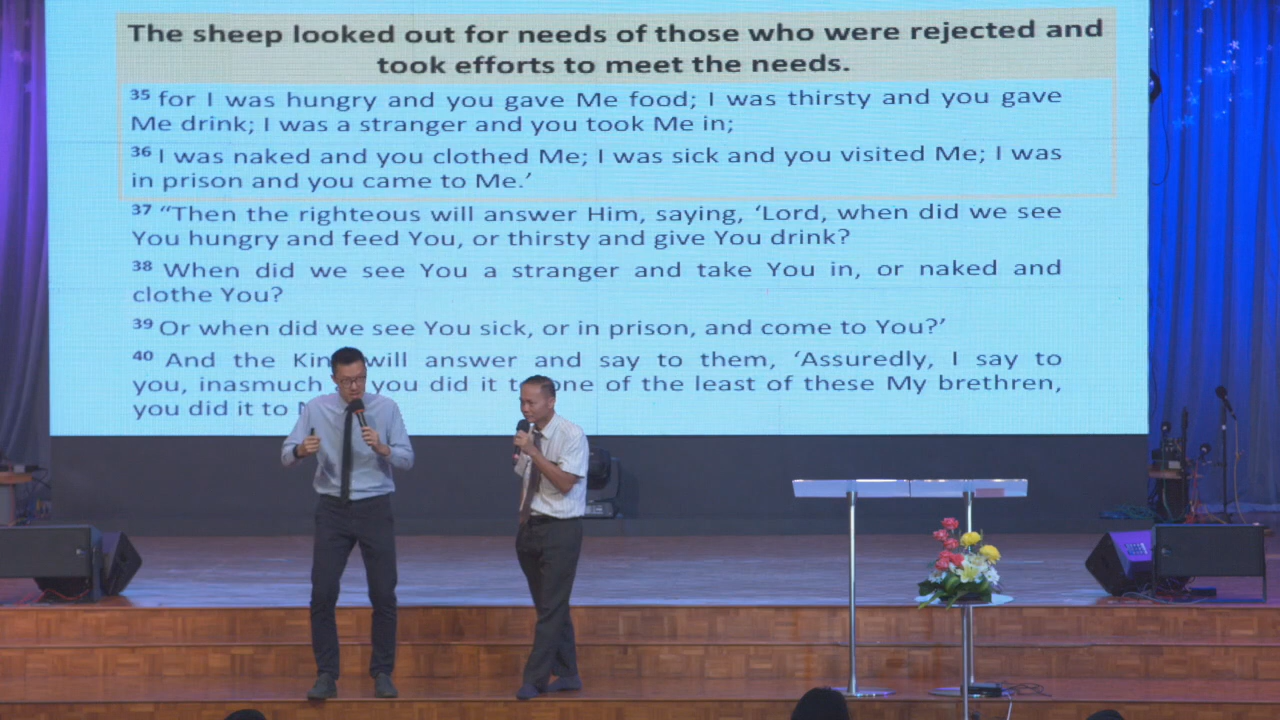 The sheep looked out for needs of those who were rejected and
took efforts to meet the needs.
35 for I was hungry and you gave Me food; I was thirsty and you gave
Me drink; I was a stranger and you took Me in;
36 I was naked and you clothed Me; I was sick and you visited Me; I was
in prison and you came to Me.’
37 “Then the righteous will answer Him, saying, ‘Lord, when did we see
You hungry and feed You, or thirsty and give You drink?
38 When did we see You a stranger and take You in, or naked and
clothe You?
39 Or when did we see You sick, or in prison, and come to You?’
40 And the will answer and say to them, ‘Assuredly, I say to
you, inasmuch you did it one of the least of these My brethren,
you did it to